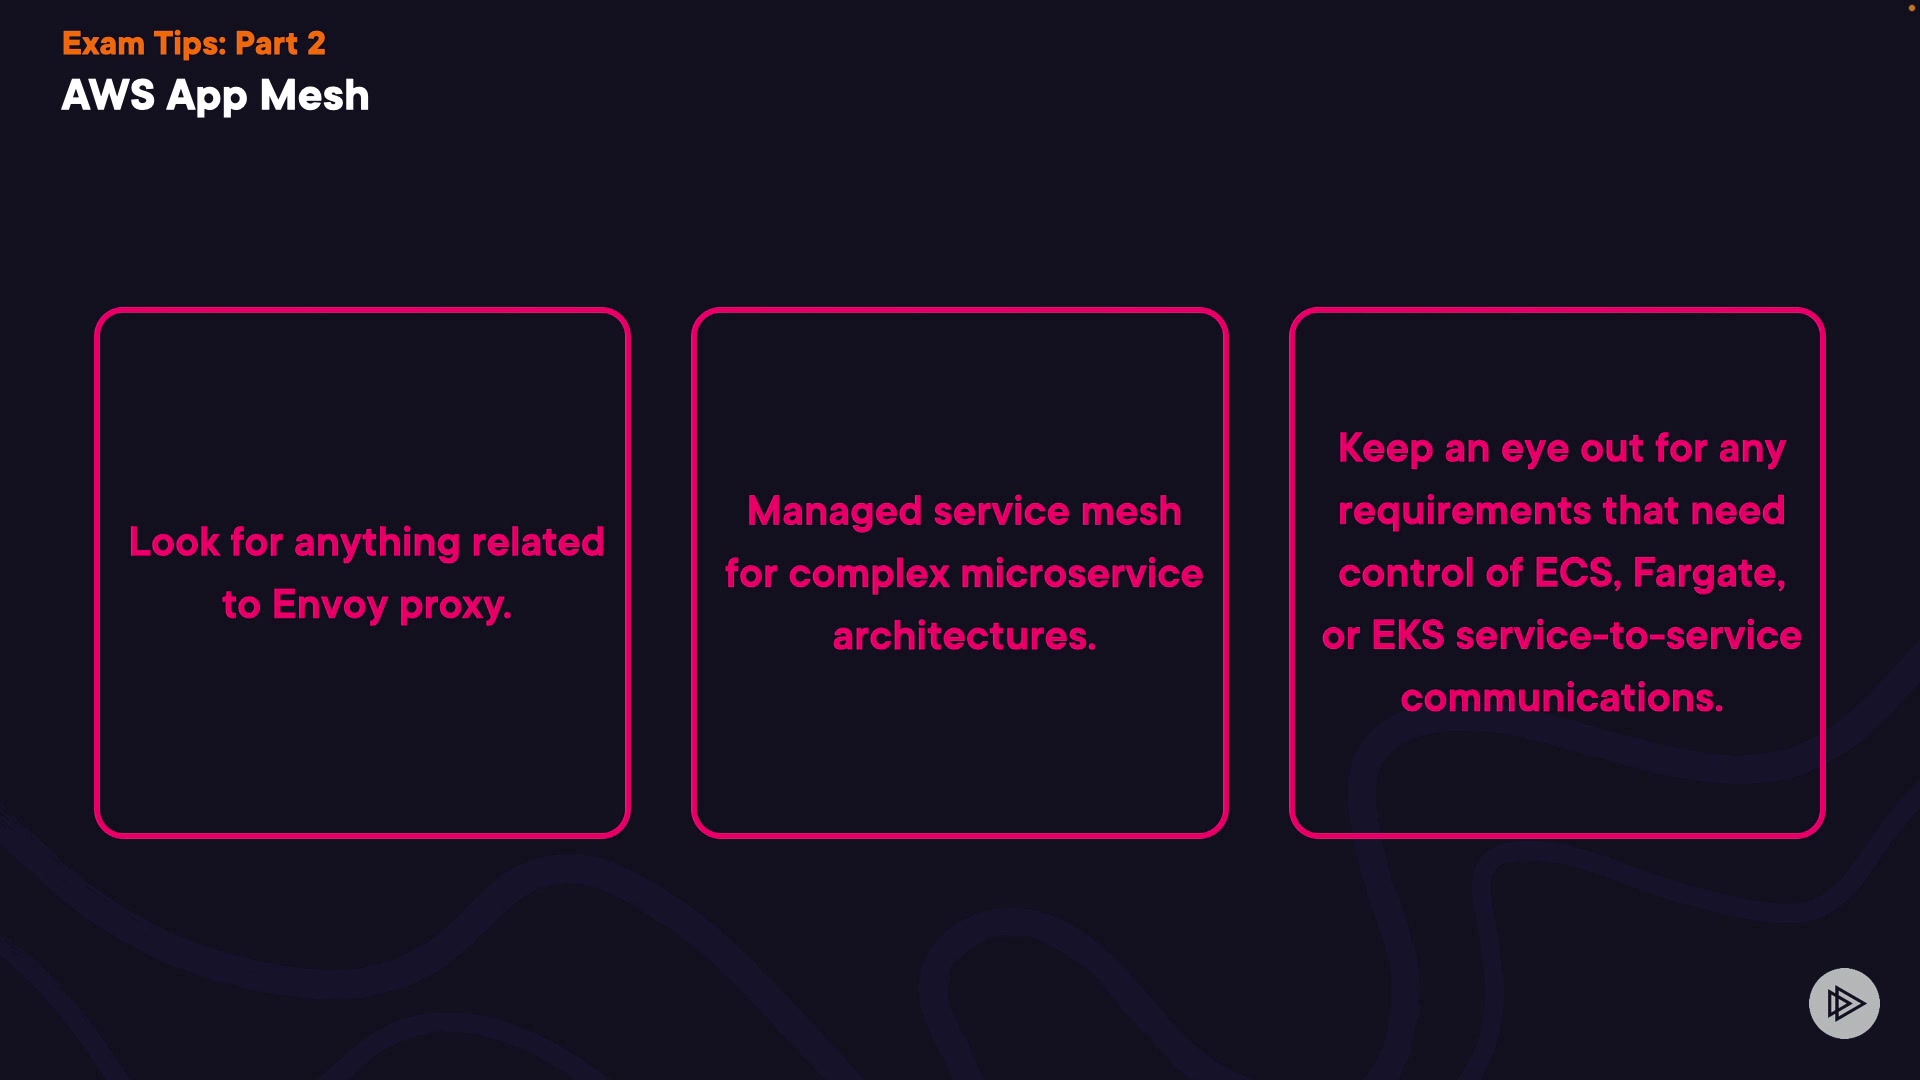 Exam Tips: Part 2
AWS App Mesh
Look for anything related
to Envoy proxy.
Managed service mesh
for complex microservice
architectures.
Keep an eye out for any
requirements that need
control of ECS, Fargate,
or EKS service-to-service
communications.